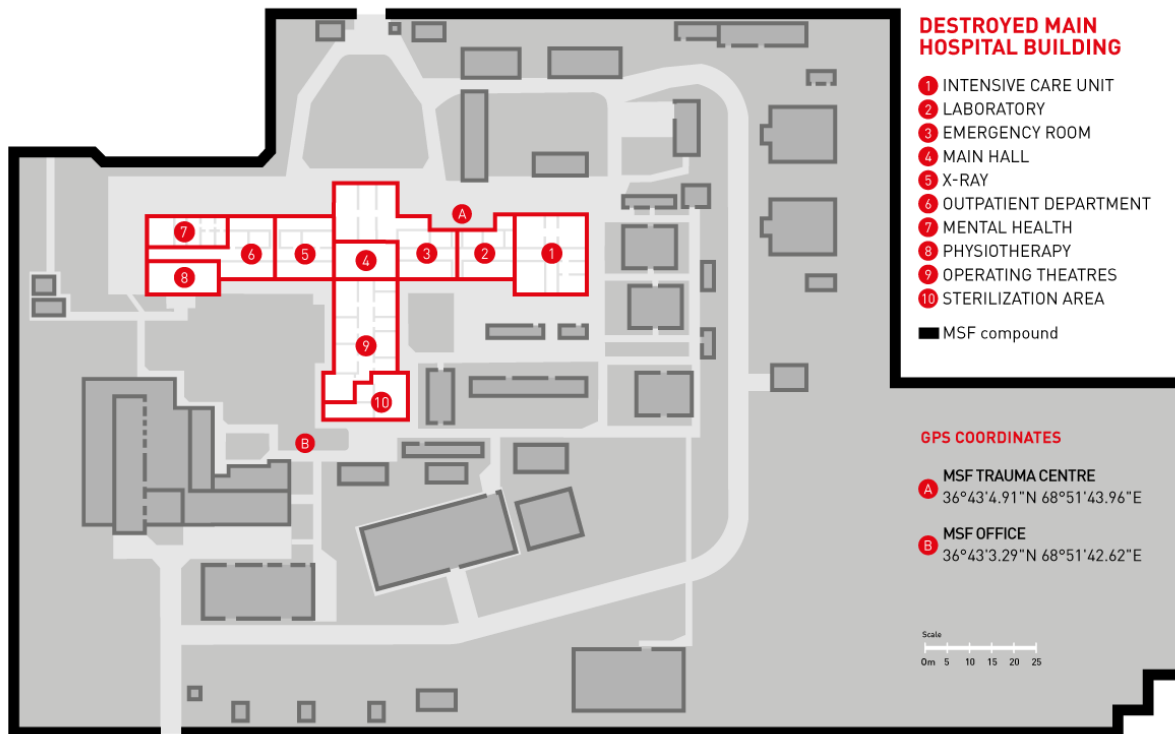 DESTROYED MAIN
HOSPITAL BUILDING
1 INTENSIVE CARE UNIT
2 LABORATORY
3 EMERGENCY ROOM
4 MAIN HALL
5 X-RAY
6 OUTPATIENT DEPARTMENT
7 MENTAL HEALTH
8 PHYSIOTHERAPY
9 OPERATING THEATRES
10 STERILIZATION AREA
MSF compound
A
7 6 5 4 3 2 1
8
9
10
B
GPS COORDINATES
A MSF TRAUMA CENTRE
36°43'4.91"N 68°51'43.96"E
B MSF OFFICE
36°43'3.29"N 68°51'42.62"E
Scale
0m 5 10 15 20 25